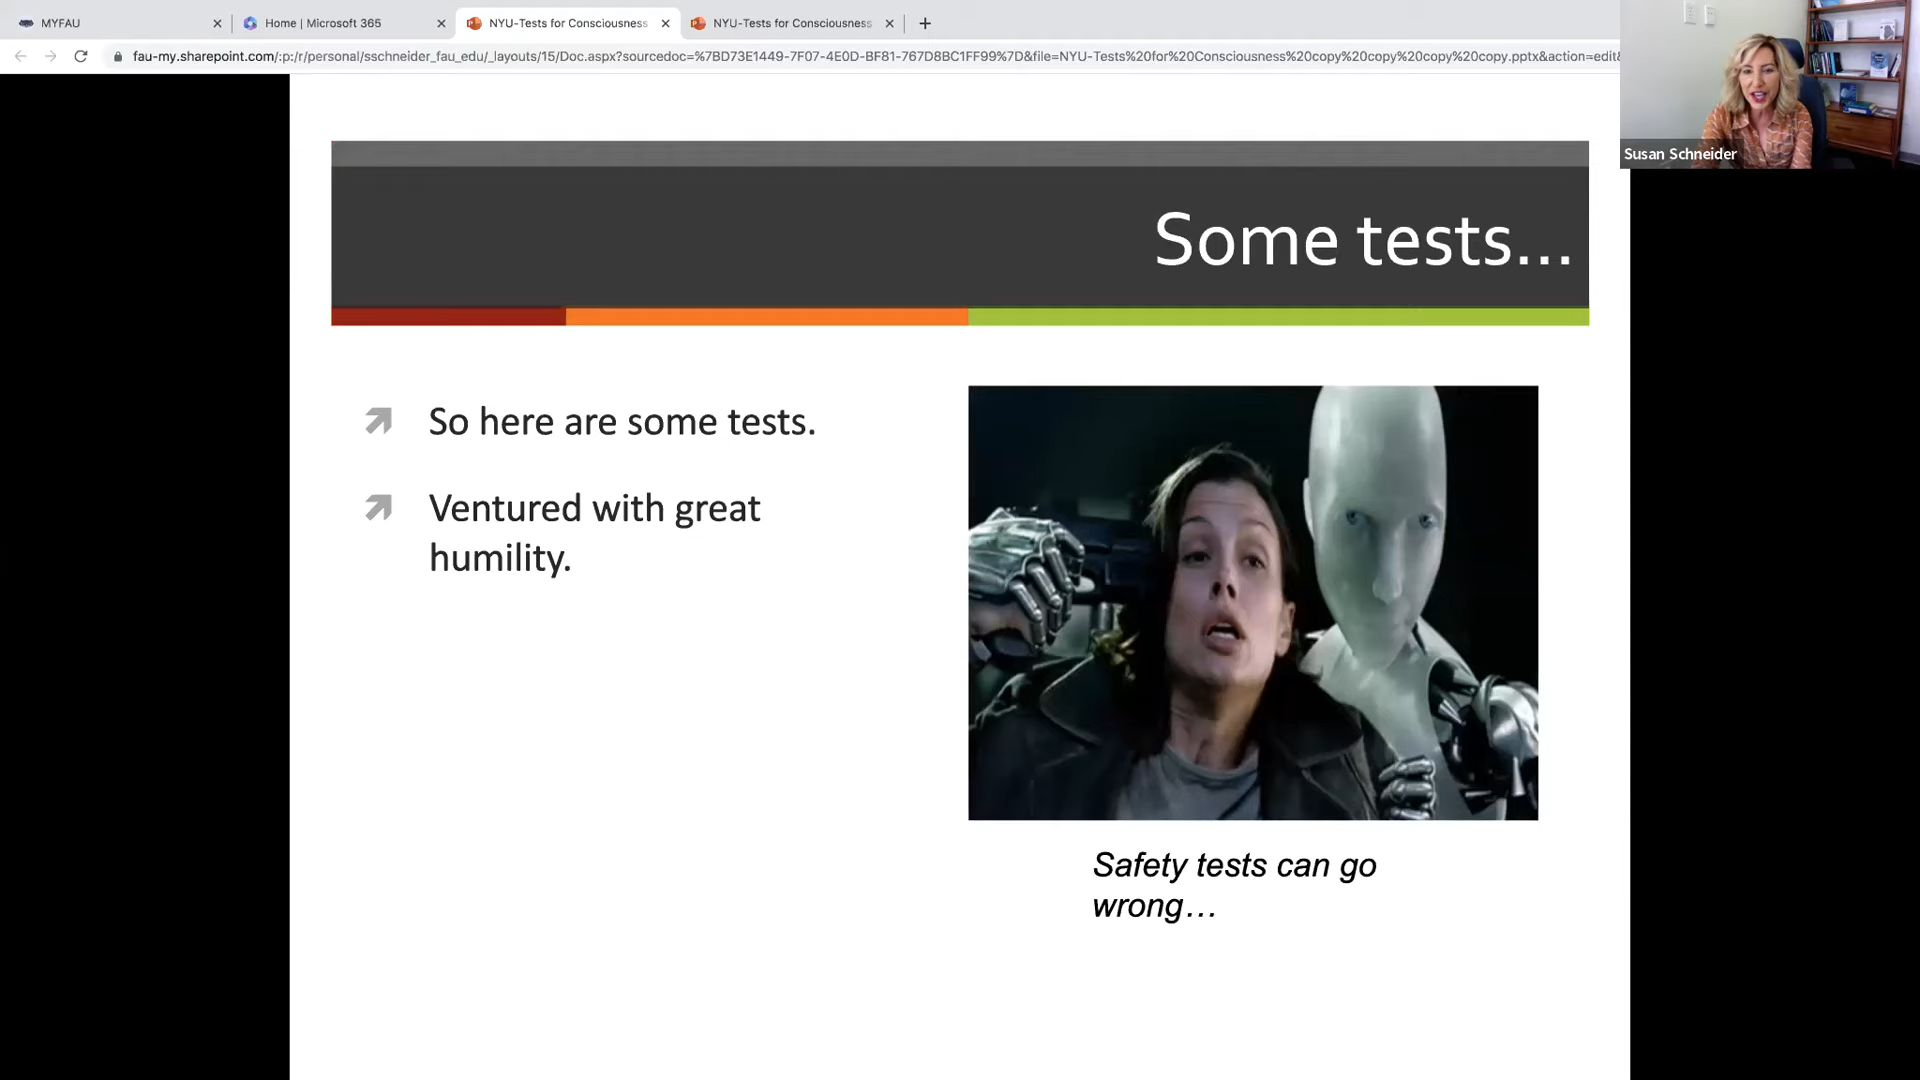 MYFAU
Home | Microsoft 365
NYU-Tests for Consciousness
NYU-Tests for Consciousness
fau-my.sharepoint.com/:p:/r/personal/sschneider_fau_edu/_layouts/15/Doc.aspx?sourcedoc=%7BD73E1449-7F07-4E0D-BF81-767D8BC1FF99%7D&file=NYU-Tests%20for%20Consciousness%20copy%20copy%20copy%20copy.pptx&action=edit&
Susan Schneider
Some tests...
So here are some tests.
Ventured with great
humility.
Safety tests can go
wrong…